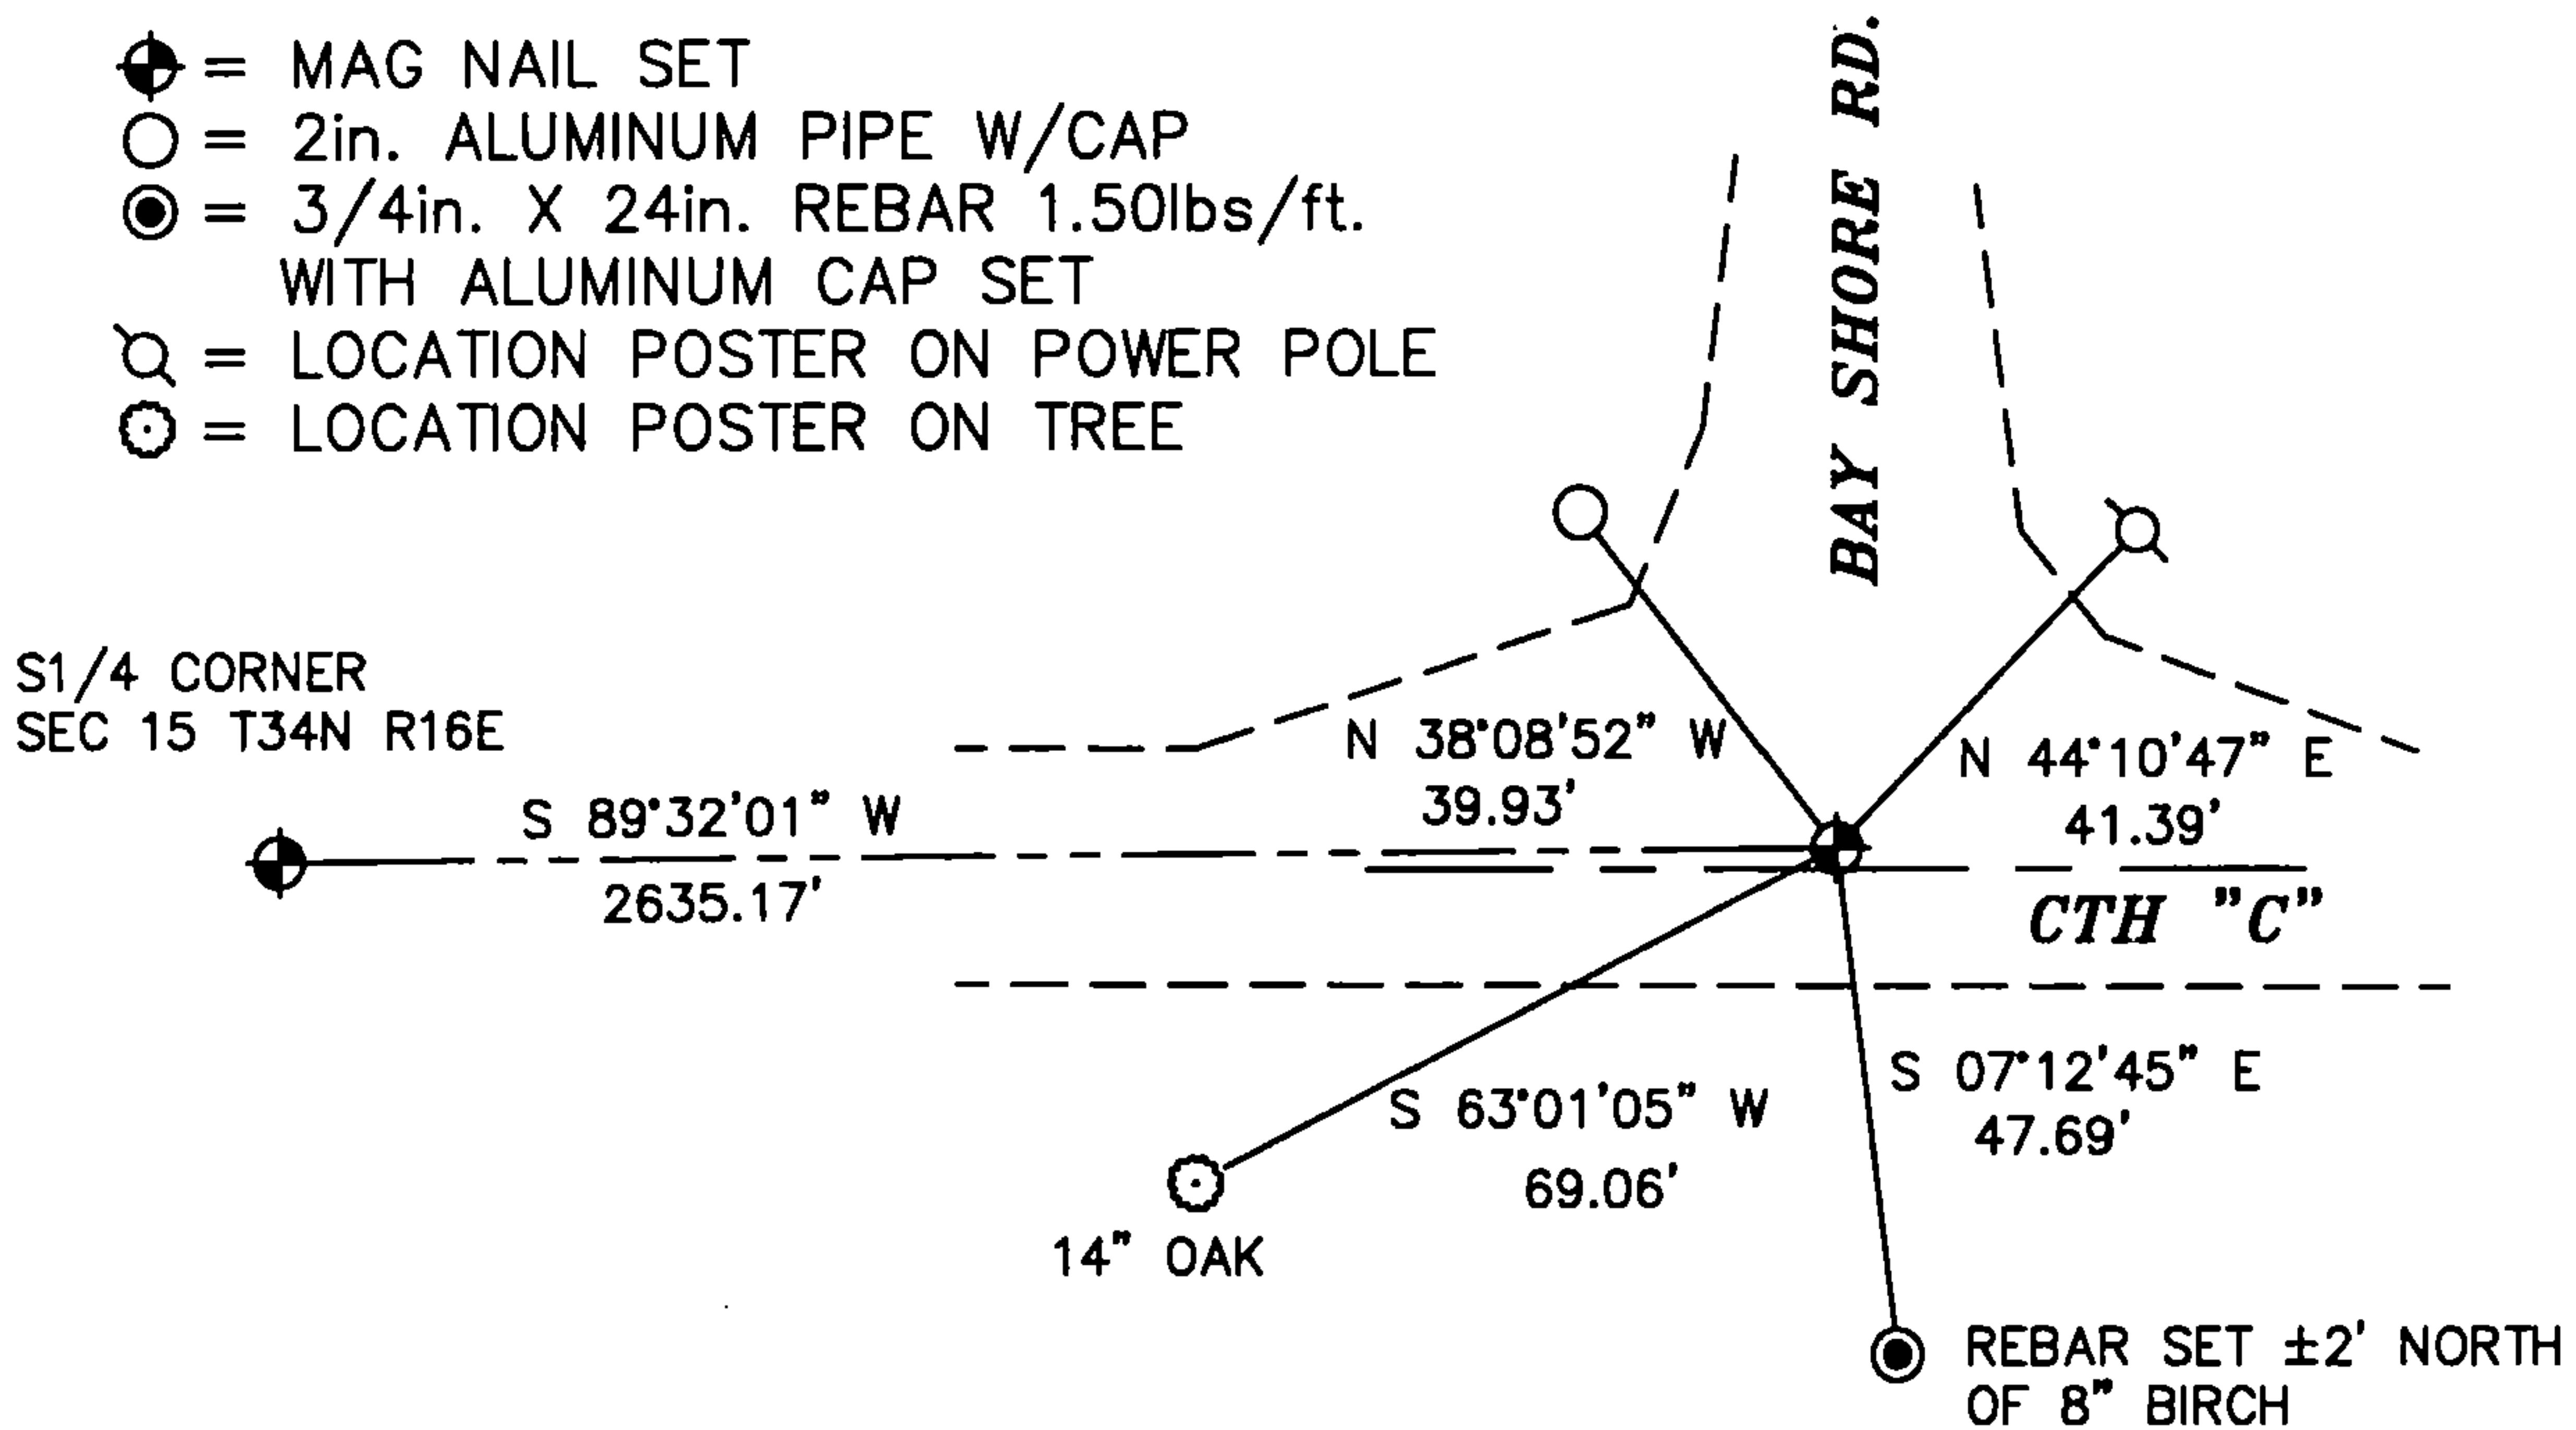 = MAG NAIL SET
= 2in. ALUMINUM PIPE W/CAP
= 3/4in. X 24in. REBAR 1.50lbs/ft.
WITH ALUMINUM CAP SET
= LOCATION POSTER ON POWER POLE
= LOCATION POSTER ON TREE
BAY SHORE RD.
S1/4 CORNER
SEC 15 T34N R16E
S 89°32'01" W
2635.17'
N 38°08'52" W
39.93'
N 44°10'47" E
41.39'
CTH "C"
S 63°01'05" W
69.06'
S 07°12'45" E
47.69'
14" OAK
REBAR SET ±2' NORTH
OF 8" BIRCH